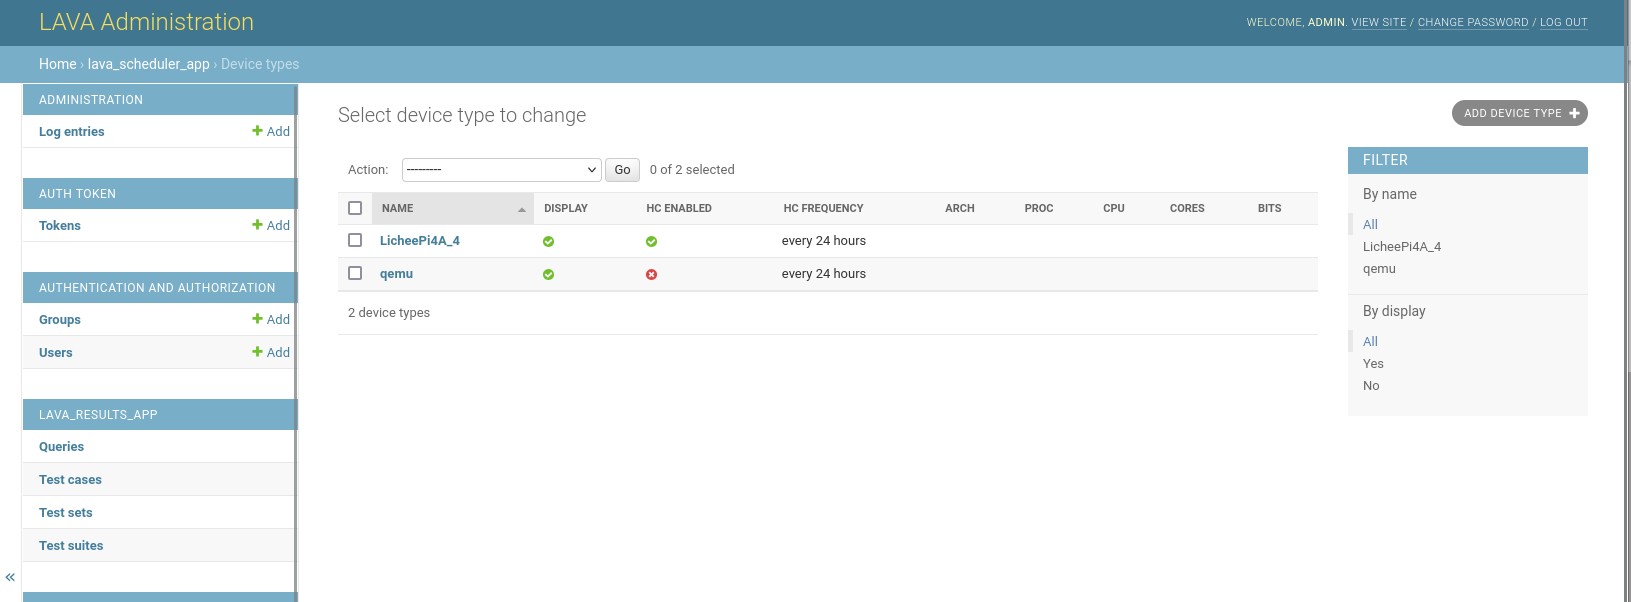 LAVA Administration
WELCOME, ADMIN. VIEW SITE / CHANGE PASSWORD / LOG OUT
Home › lava_scheduler_app › Device types
ADMINISTRATION
Log entries + Add
AUTH TOKEN
Tokens + Add
AUTHENTICATION AND AUTHORIZATION
Groups + Add
Users + Add
LAVA_RESULTS_APP
Queries
Test cases
Test sets
Test suites
«
Select device type to change
ADD DEVICE TYPE +
Action: --------- Go 0 of 2 selected
NAME DISPLAY HC ENABLED HC FREQUENCY ARCH PROC CPU CORES BITS
LicheePi4A_4 every 24 hours
qemu every 24 hours
2 device types
FILTER
By name
All
LicheePi4A_4
qemu
By display
All
Yes
No